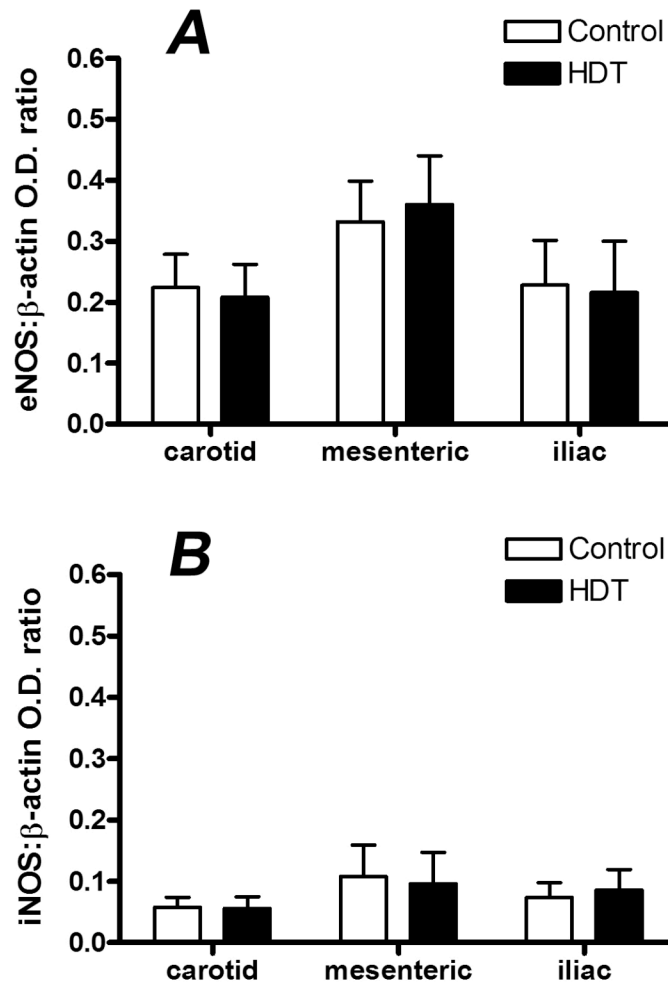 A
Control
HDT
eNOS:β-actin O.D. ratio
0.6
0.5
0.4
0.3
0.2
0.1
0.0
carotid mesenteric iliac
B
Control
HDT
iNOS:β-actin O.D. ratio
0.6
0.5
0.4
0.3
0.2
0.1
0.0
carotid mesenteric iliac